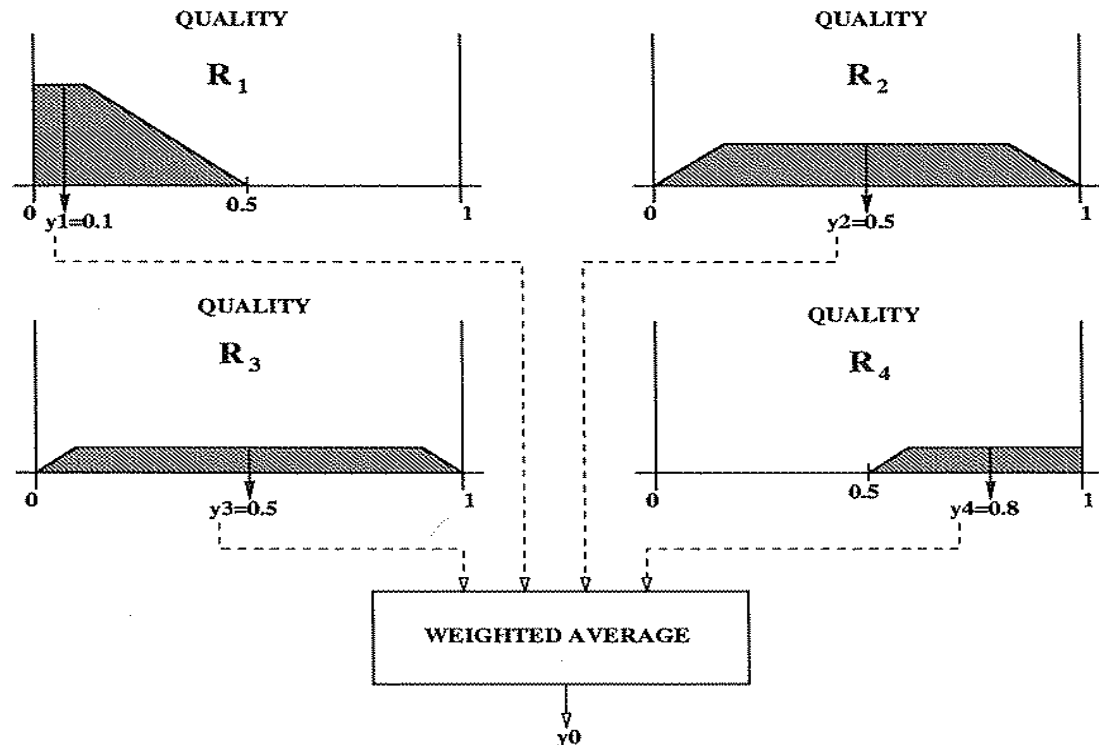 QUALITY
R1
0
0.5
1
y1=0.1
QUALITY
R2
0
1
y2=0.5
QUALITY
R3
0
1
y3=0.5
QUALITY
R4
0
0.5
1
y4=0.8
WEIGHTED AVERAGE
y0